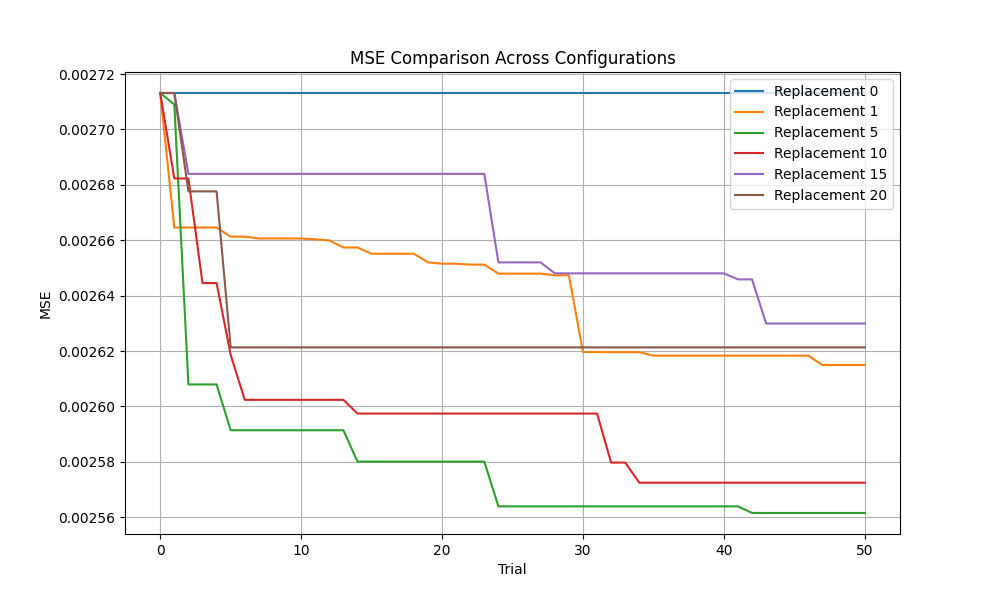 MSE Comparison Across Configurations
MSE
0.00272
0.00270
0.00268
0.00266
0.00264
0.00262
0.00260
0.00258
0.00256
Replacement 0
Replacement 1
Replacement 5
Replacement 10
Replacement 15
Replacement 20
0
10
20
30
40
50
Trial